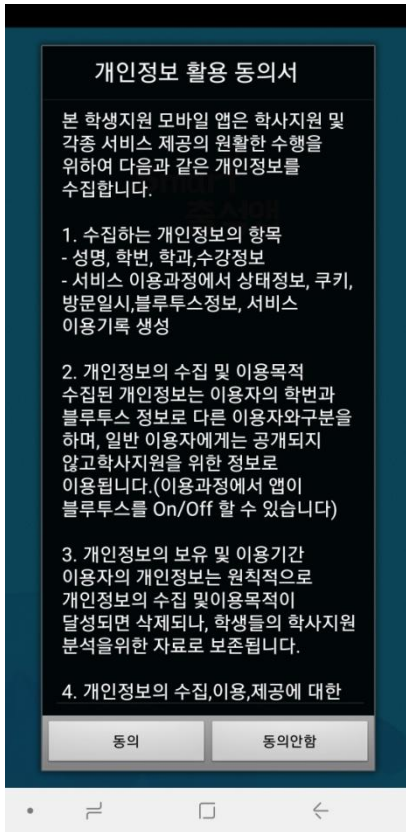 개인정보 활용 동의서
본 학생지원 모바일 앱은 학사지원 및
각종 서비스 제공의 원활한 수행을
위하여 다음과 같은 개인정보를
수집합니다.
1. 수집하는 개인정보의 항목
- 성명, 학번, 학과,수강정보
- 서비스 이용과정에서 상태정보, 쿠키,
방문일시,블루투스정보, 서비스
이용기록 생성
2. 개인정보의 수집 및 이용목적
수집된 개인정보는 이용자의 학번과
블루투스 정보로 다른 이용자와구분을
하며, 일반 이용자에게는 공개되지
않고학사지원을 위한 정보로
이용됩니다.(이용과정에서 앱이
블루투스를 On/Off 할 수 있습니다)
3. 개인정보의 보유 및 이용기간
이용자의 개인정보는 원칙적으로
개인정보의 수집 및이용목적이
달성되면 삭제되나, 학생들의 학사지원
분석을위한 자료로 보존됩니다.
4. 개인정보의 수집,이용,제공에 대한
동의
동의안함